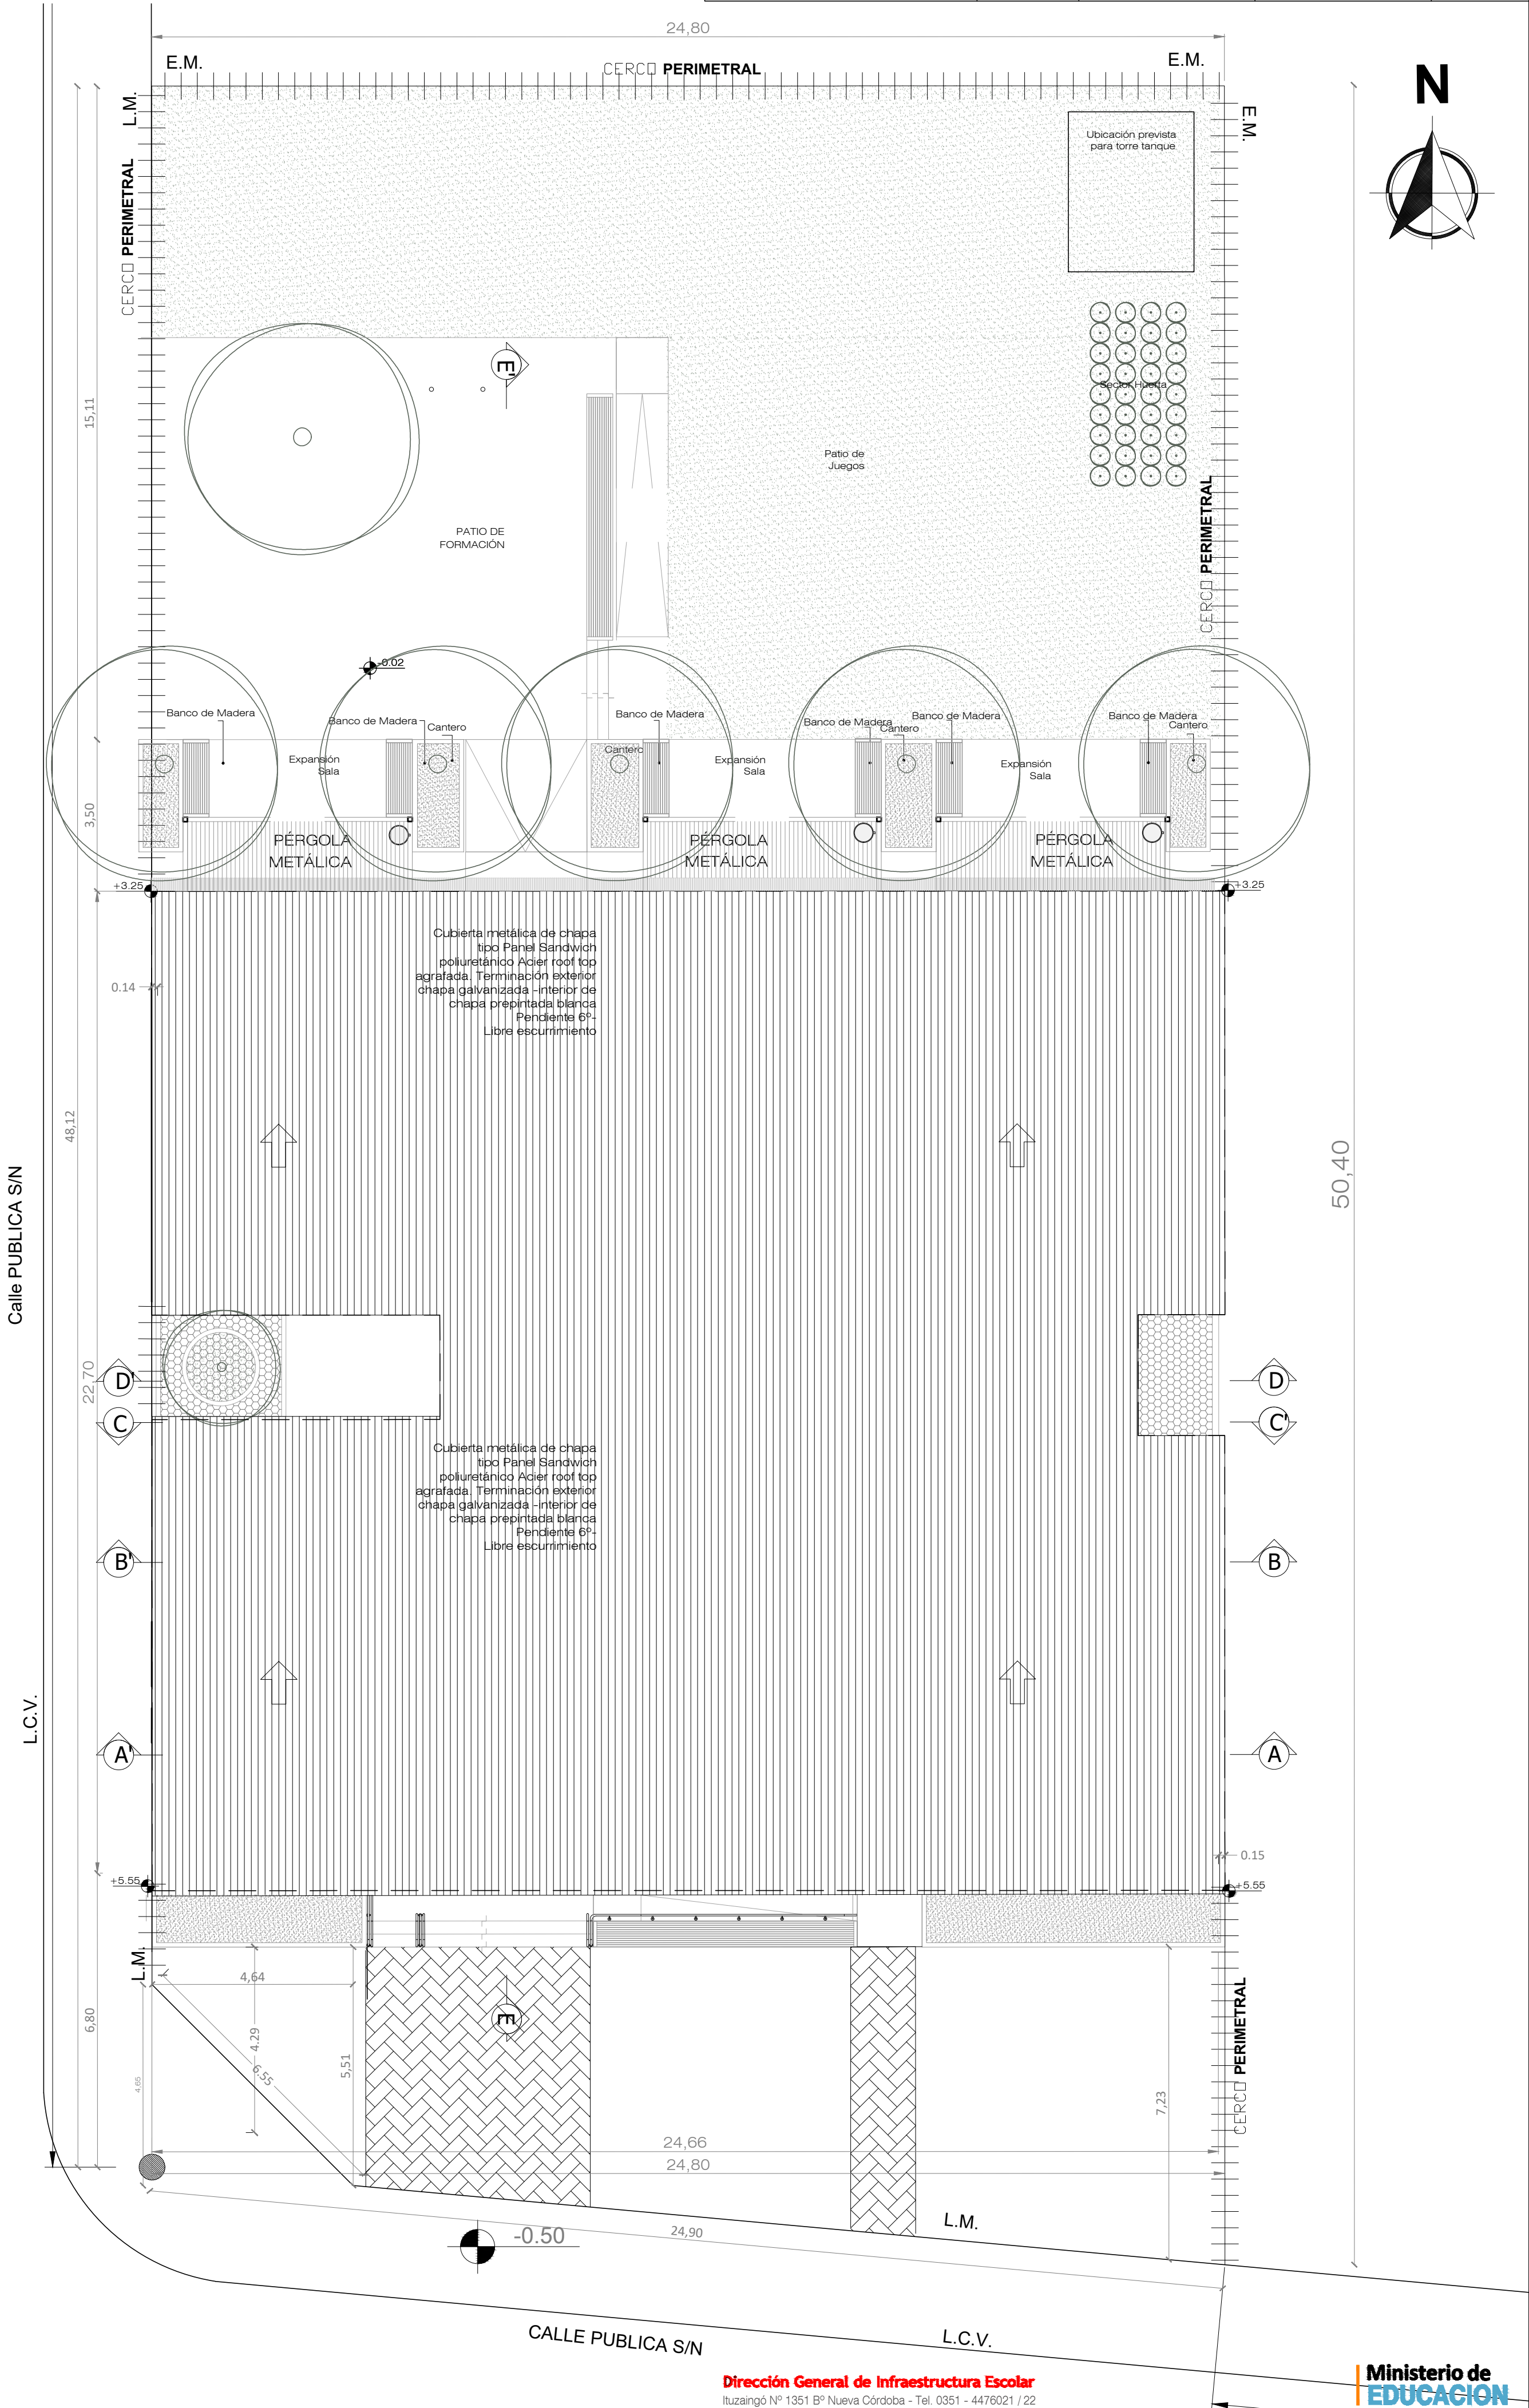 24,80
E.M.
CERCO PERIMETRAL
E.M.
N
L.M.
E.M.
Ubicación prevista
para torre tanque
CERCO PERIMETRAL
E'
15,11
Sector Huerta
Patio de
Juegos
PATIO DE
FORMACIÓN
CERCO PERIMETRAL
-0.02
Banco de Madera
Banco de Madera
Cantero
Banco de Madera
Cantero
Banco de Madera
Cantero
Banco de Madera
Banco de Madera
Cantero
Expansión
Sala
Expansión
Sala
Expansión
Sala
3,50
PÉRGOLA
METÁLICA
PÉRGOLA
METÁLICA
PÉRGOLA
METÁLICA
+3.25
+3.25
Cubierta metálica de chapa
tipo Panel Sandwich
poliuretánico Acier roof top
agrafada. Terminación exterior
chapa galvanizada -interior de
chapa prepintada blanca
Pendiente 6º-
Libre escurrimiento
0.14
48,12
50,40
Calle PUBLICA S/N
22,70
D'
D
C
C'
Cubierta metálica de chapa
tipo Panel Sandwich
poliuretánico Acier roof top
agrafada. Terminación exterior
chapa galvanizada -interior de
chapa prepintada blanca
Pendiente 6º-
Libre escurrimiento
B'
B
L.C.V.
A'
A
0.15
+5.55
+5.55
L.M.
4,64
6,80
4.29
6.55
5,51
4,65
E
7,23
CERCO PERIMETRAL
24,66
24,80
L.M.
-0.50
24,90
CALLE PUBLICA S/N
L.C.V.
Dirección General de Infraestructura Escolar
Ituzaingó Nº 1351 Bº Nueva Córdoba - Tel. 0351 - 4476021 / 22
Ministerio de
EDUCACION